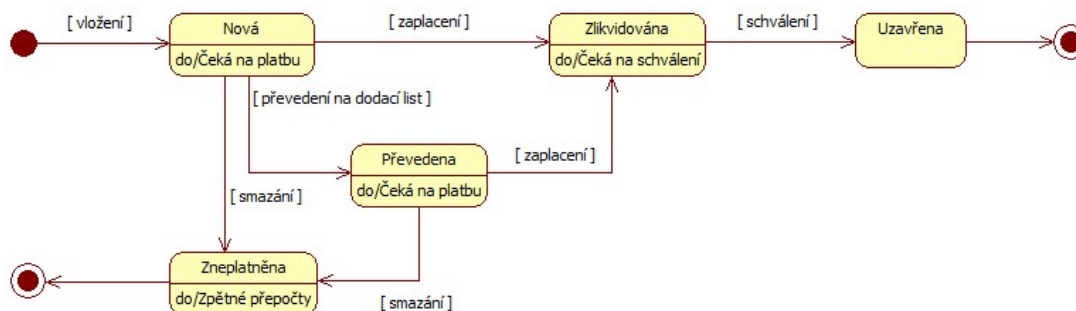 [ vložení ]
Nová
do/Čeká na platbu
[ zaplacení ]
Zlikvidována
do/Čeká na schválení
[ schválení ]
Uzavřena
[ převedení na dodací list ]
Převedena
do/Čeká na platbu
[ zaplacení ]
[ smazání ]
Zneplatněna
do/Zpětné přepočty
[ smazání ]